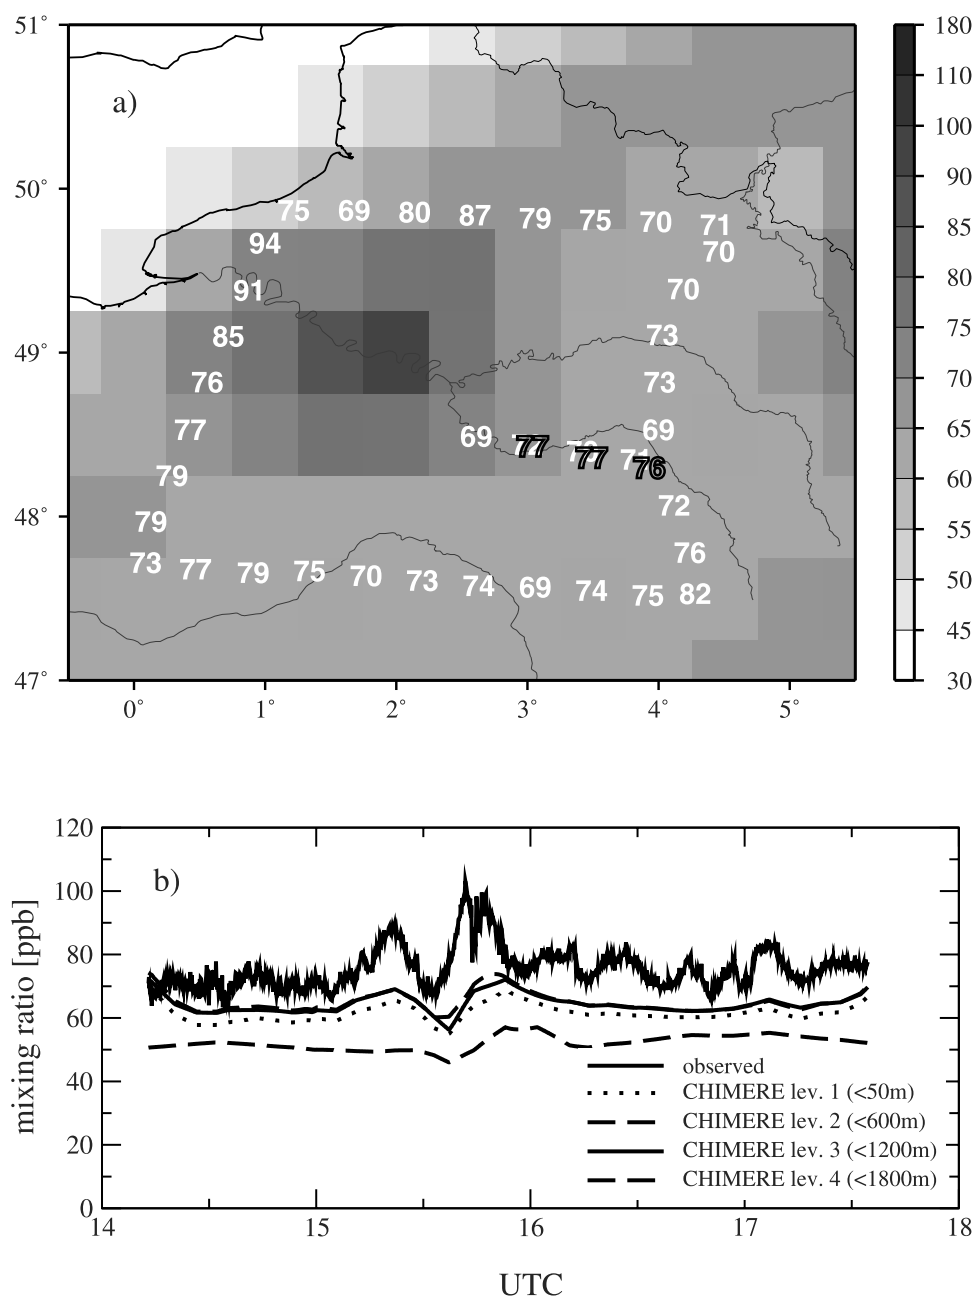 51˚
180
a)
110
100
50˚
90
75 69 80 87 79 75 70 71
85
94 70
91 70
80
85 73
75
49˚
76 73
70
77 69 77 69
65
79 77 76
60
79 72
48˚
55
73 77 79 75 70 73 74 69 74 75 82 76
50
45
47˚
30
0˚ 1˚ 2˚ 3˚ 4˚ 5˚
120
b)
100
80
60
40
20
0
mixing ratio [ppb]
observed
CHIMERE lev. 1 (<50m)
CHIMERE lev. 2 (<600m)
CHIMERE lev. 3 (<1200m)
CHIMERE lev. 4 (<1800m)
14 15 16 17 18
UTC